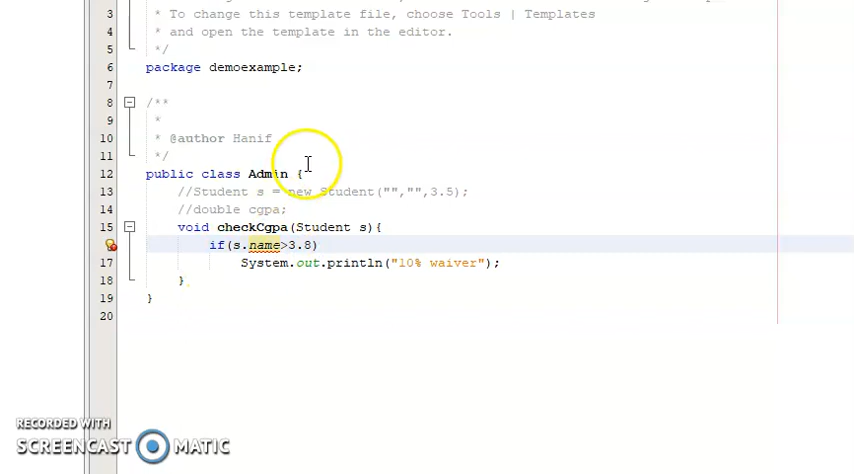 3 * To change this template file, choose Tools | Templates
4 * and open the template in the editor.
5 */
6 package demoexample;
7
8 /**
9 *
10 * @author Hanif
11 */
12 public class Admin {
13 //Student s = new Student("","",3.5);
14 //double cgpa;
15 void checkCgpa(Student s){
if(s.name>3.8)
17 System.out.println("10% waiver");
18 }
19 }
20
RECORDED WITH
SCREENCAST MATIC